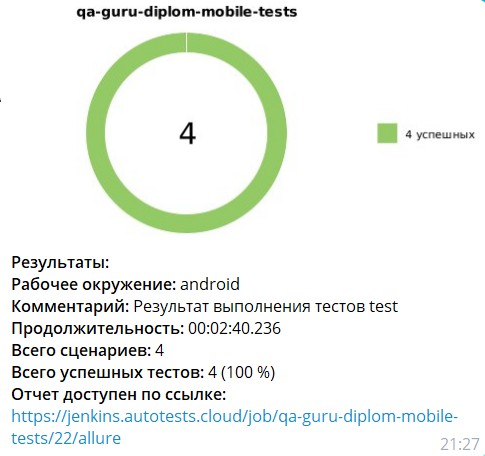 qa-guru-diplom-mobile-tests
4
4 успешных
Результаты:
Рабочее окружение: android
Комментарий: Результат выполнения тестов test
Продолжительность: 00:02:40.236
Всего сценариев: 4
Всего успешных тестов: 4 (100 %)
Отчет доступен по ссылке:
https://jenkins.autotests.cloud/job/qa-guru-diplom-mobile-
tests/22/allure
21:27